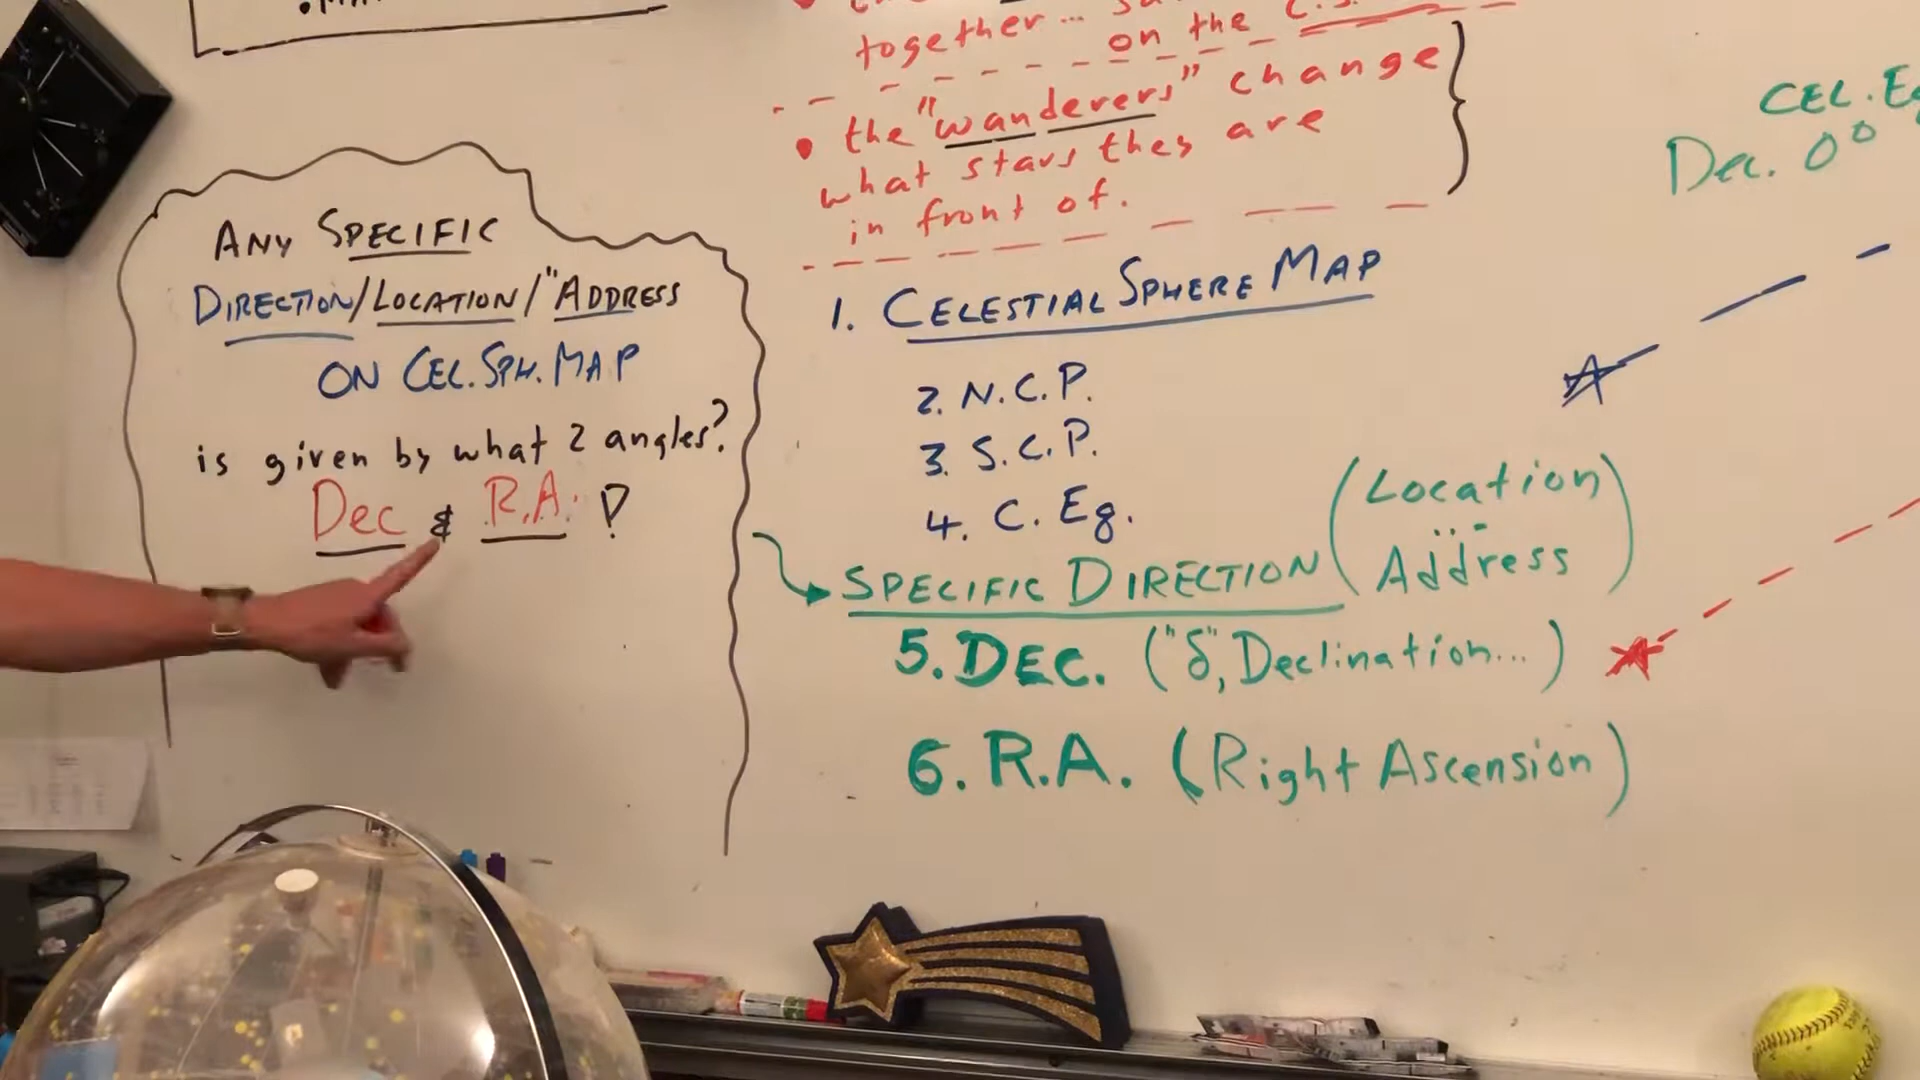 together... 
on the C.S.
• the "wanderers" change
what stars they are
in front of.
CEL. E
Dec. 0°
ANY SPECIFIC
DIRECTION/LOCATION/"ADDRESS
ON CEL.SPH.MAP
is given by what 2 angles?
Dec & R.A. ?
1. CELESTIAL SPHERE MAP
2. N.C.P.
3. S.C.P.
4. C. Eg.
SPECIFIC DIRECTION (Location
Address)
5. DEC. ("δ", Declination...)
6. R.A. (Right Ascension)